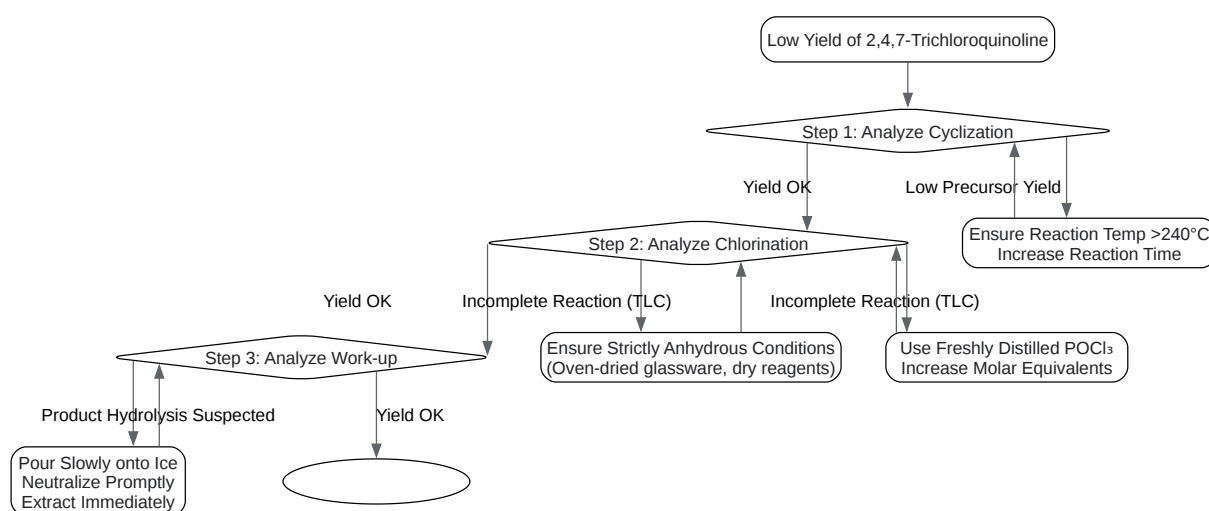 Low Yield of 2,4,7-Trichloroquinoline
Step 1: Analyze Cyclization
Yield OK
Low Precursor Yield
Ensure Reaction Temp >240°C
Increase Reaction Time
Step 2: Analyze Chlorination
Yield OK
Incomplete Reaction (TLC)
Incomplete Reaction (TLC)
Ensure Strictly Anhydrous Conditions
(Oven-dried glassware, dry reagents)
Use Freshly Distilled POCl₃
Increase Molar Equivalents
Step 3: Analyze Work-up
Product Hydrolysis Suspected
Yield OK
Pour Slowly onto Ice
Neutralize Promptly
Extract Immediately